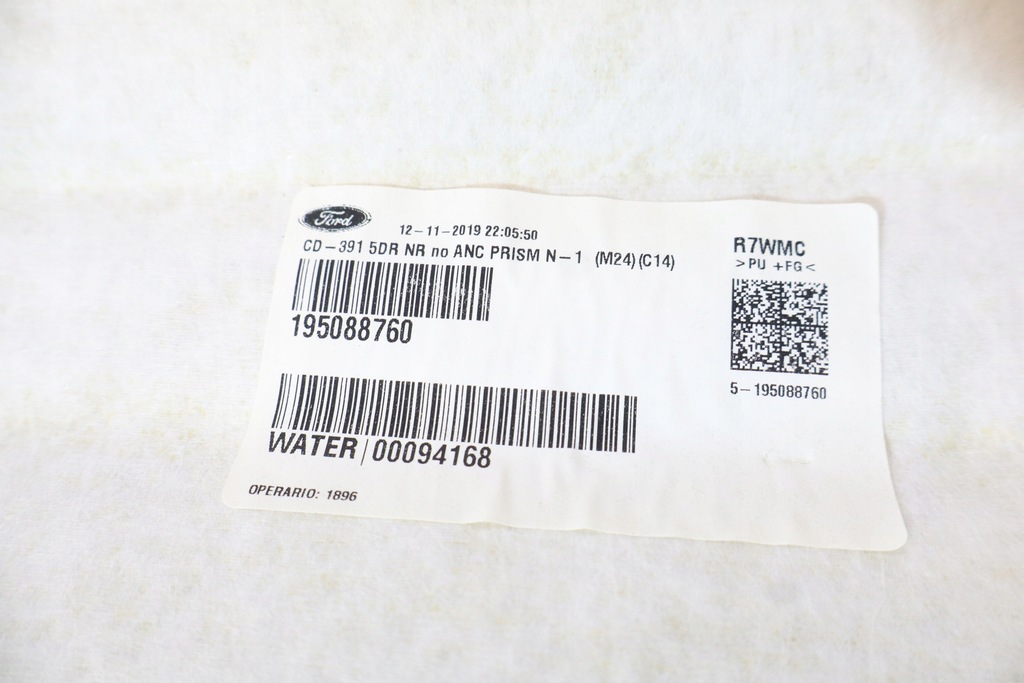 Ford
12-11-2019 22:05:50
CD-391 5DR NR no ANC PRISM N-1 (M24)(C14)
195088760
WATER|00094168
OPERARIO: 1896
R7WMC
>PU +FG<
5-195088760